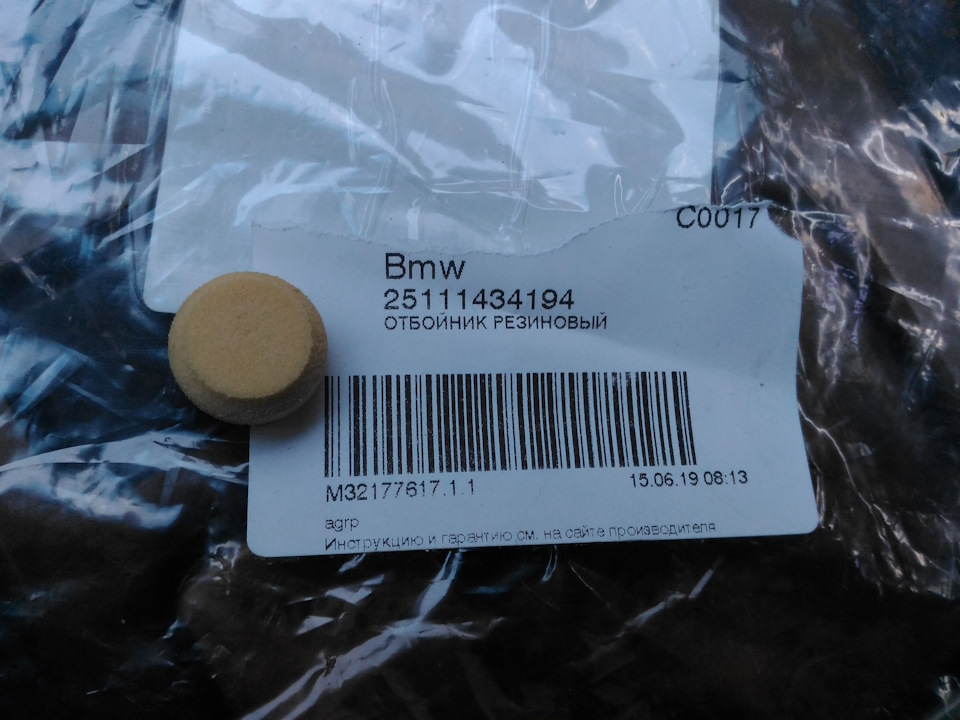 C0017
Bmw
25111434194
ОТБОЙНИК РЕЗИНОВЫЙ
M32177617.1.1
15.06.19 08:13
agrp
Инструкцию и гарантию см. на сайте производителя